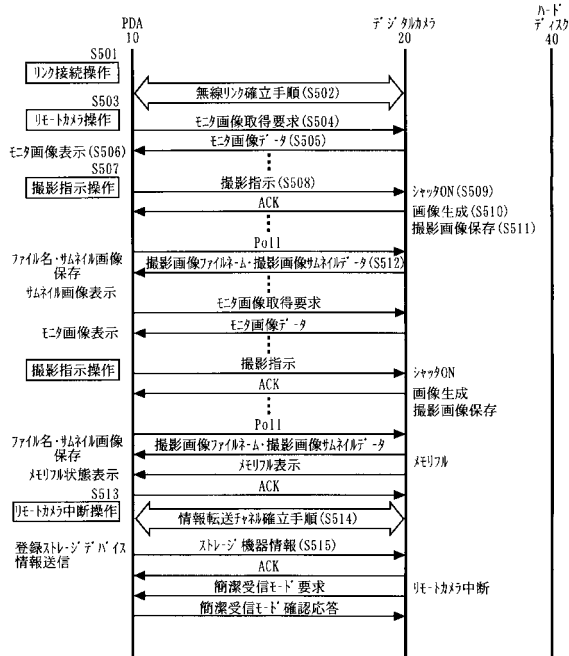 PDA
10
デジタルカメラ
20
ハードディスク
40
S501
リンク接続操作
無線リンク確立手順(S502)
S503
リモートカメラ操作
モニタ画像取得要求(S504)
モニタ画像データ(S505)
モニタ画像表示(S506)
S507
撮影指示操作
撮影指示(S508)
シャッタON(S509)
ACK
画像生成(S510)
撮影画像保存(S511)
Poll
ファイル名・サムネイル画像
保存
撮影画像ファイルネーム・撮影画像サムネイルデータ(S512)
サムネイル画像表示
モニタ画像取得要求
モニタ画像データ
モニタ画像表示
撮影指示操作
撮影指示
シャッタON
ACK
画像生成
撮影画像保存
Poll
ファイル名・サムネイル画像
保存
撮影画像ファイルネーム・撮影画像サムネイルデータ
メモリフル表示
メモリフル
メモリフル状態表示
ACK
S513
リモートカメラ中断操作
情報転送チャネル確立手順(S514)
登録ストレージデバイス
情報送信
ストレージ機器情報(S515)
ACK
簡潔受信モード要求
リモートカメラ中断
簡潔受信モード確認応答